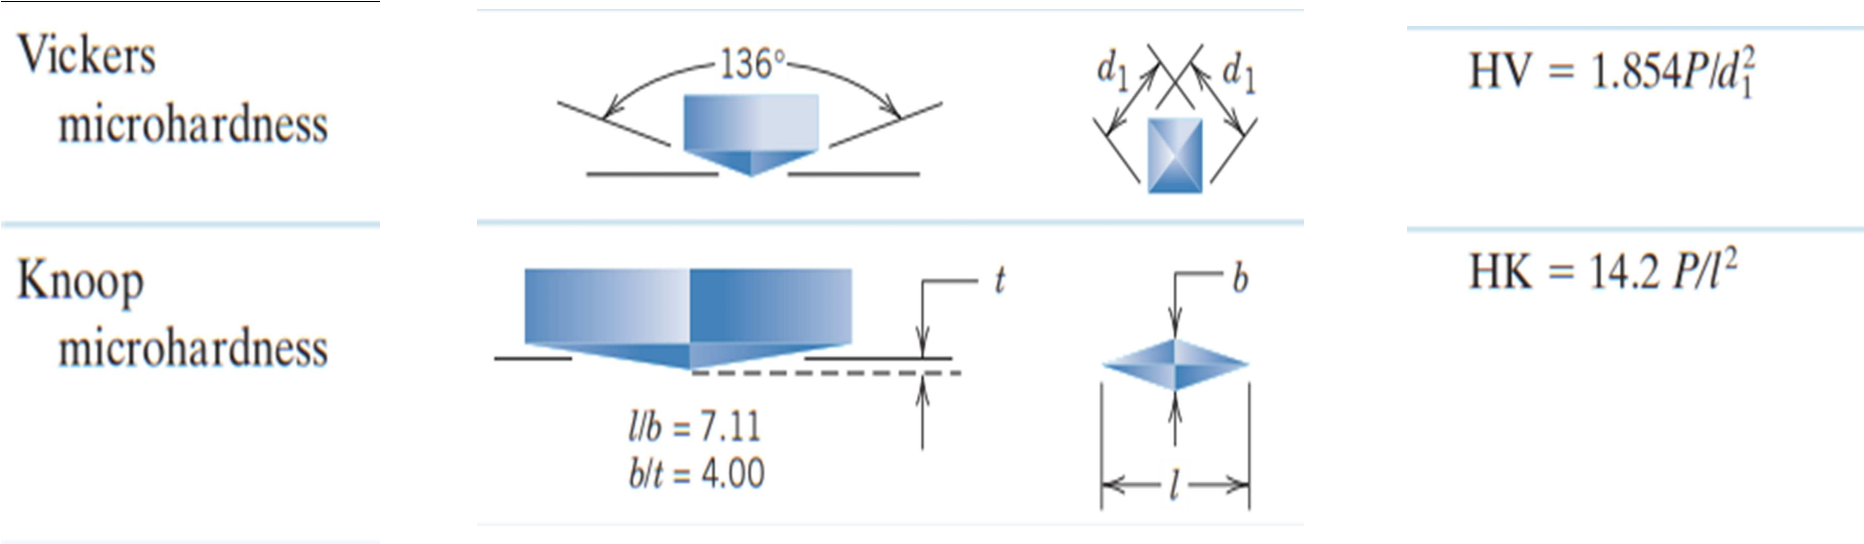 Vickers
microhardness
136°
d₁
d₁
HV = 1.854P/d₁²
Knoop
microhardness
t
l/b = 7.11
b/t = 4.00
b
l
HK = 14.2 P/l²